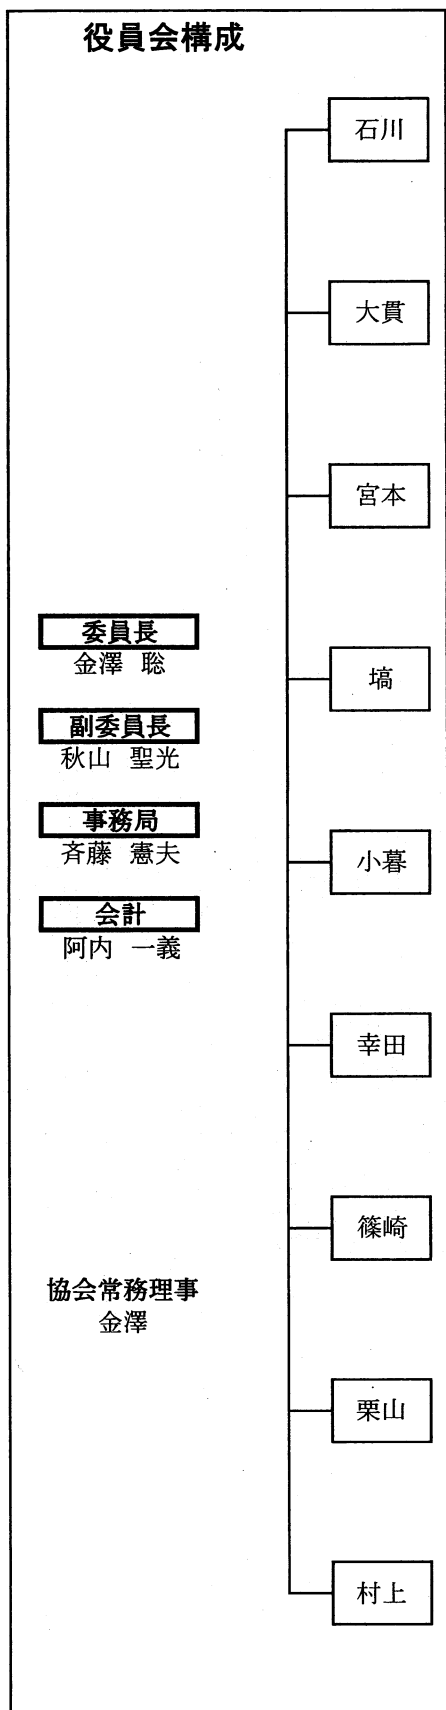 役員会構成
委員長
金澤 聡
副委員長
秋山 聖光
事務局
斉藤 憲夫
会計
阿内 一義
協会常務理事
金澤
石川
大貫
宮本
塙
小暮
幸田
篠崎
栗山
村上